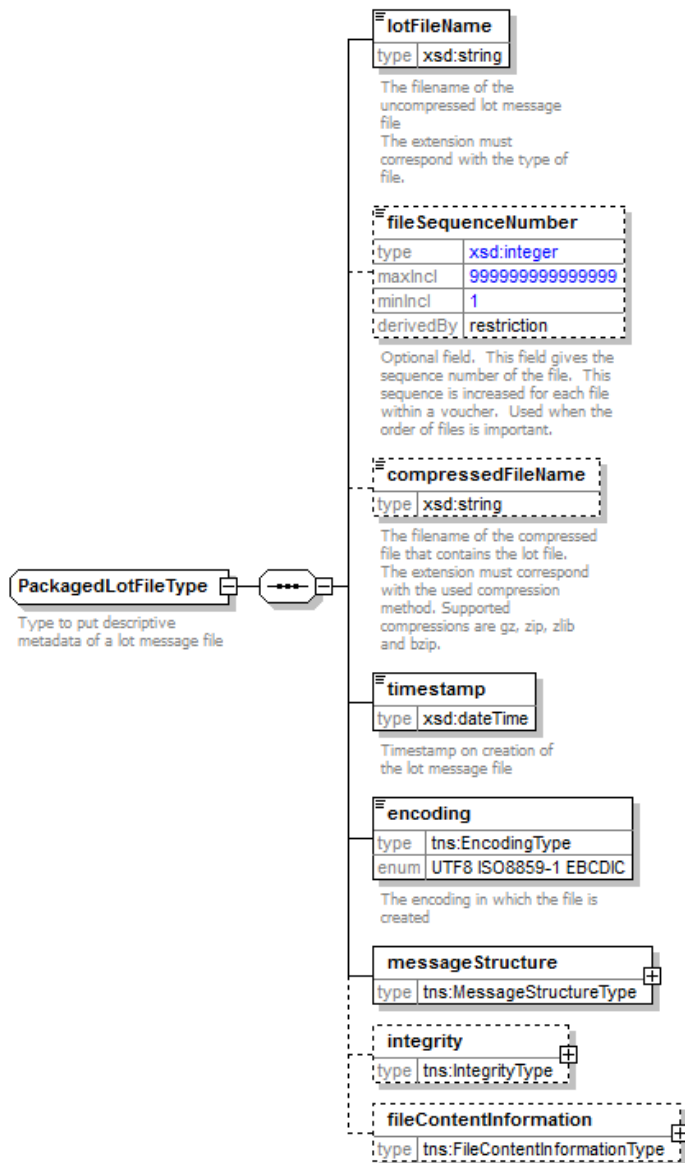 lotFileName
type xsd:string
The filename of the
uncompressed lot message
file
The extension must
correspond with the type of
file.
fileSequenceNumber
type xsd:integer
maxIncl 999999999999999
minIncl 1
derivedBy restriction
Optional field. This field gives the
sequence number of the file. This
sequence is increased for each file
within a voucher. Used when the
order of files is important.
compressedFileName
type xsd:string
The filename of the compressed
file that contains the lot file.
The extension must correspond
with the used compression
method. Supported
compressions are gz, zip, zlib
and bzip.
PackagedLotFileType
Type to put descriptive
metadata of a lot message file
timestamp
type xsd:dateTime
Timestamp on creation of
the lot message file
encoding
type tns:EncodingType
enum UTF8 ISO8859-1 EBCDIC
The encoding in which the file is
created
messageStructure
type tns:MessageStructureType
integrity
type tns:IntegrityType
fileContentInformation
type tns:FileContentInformationType